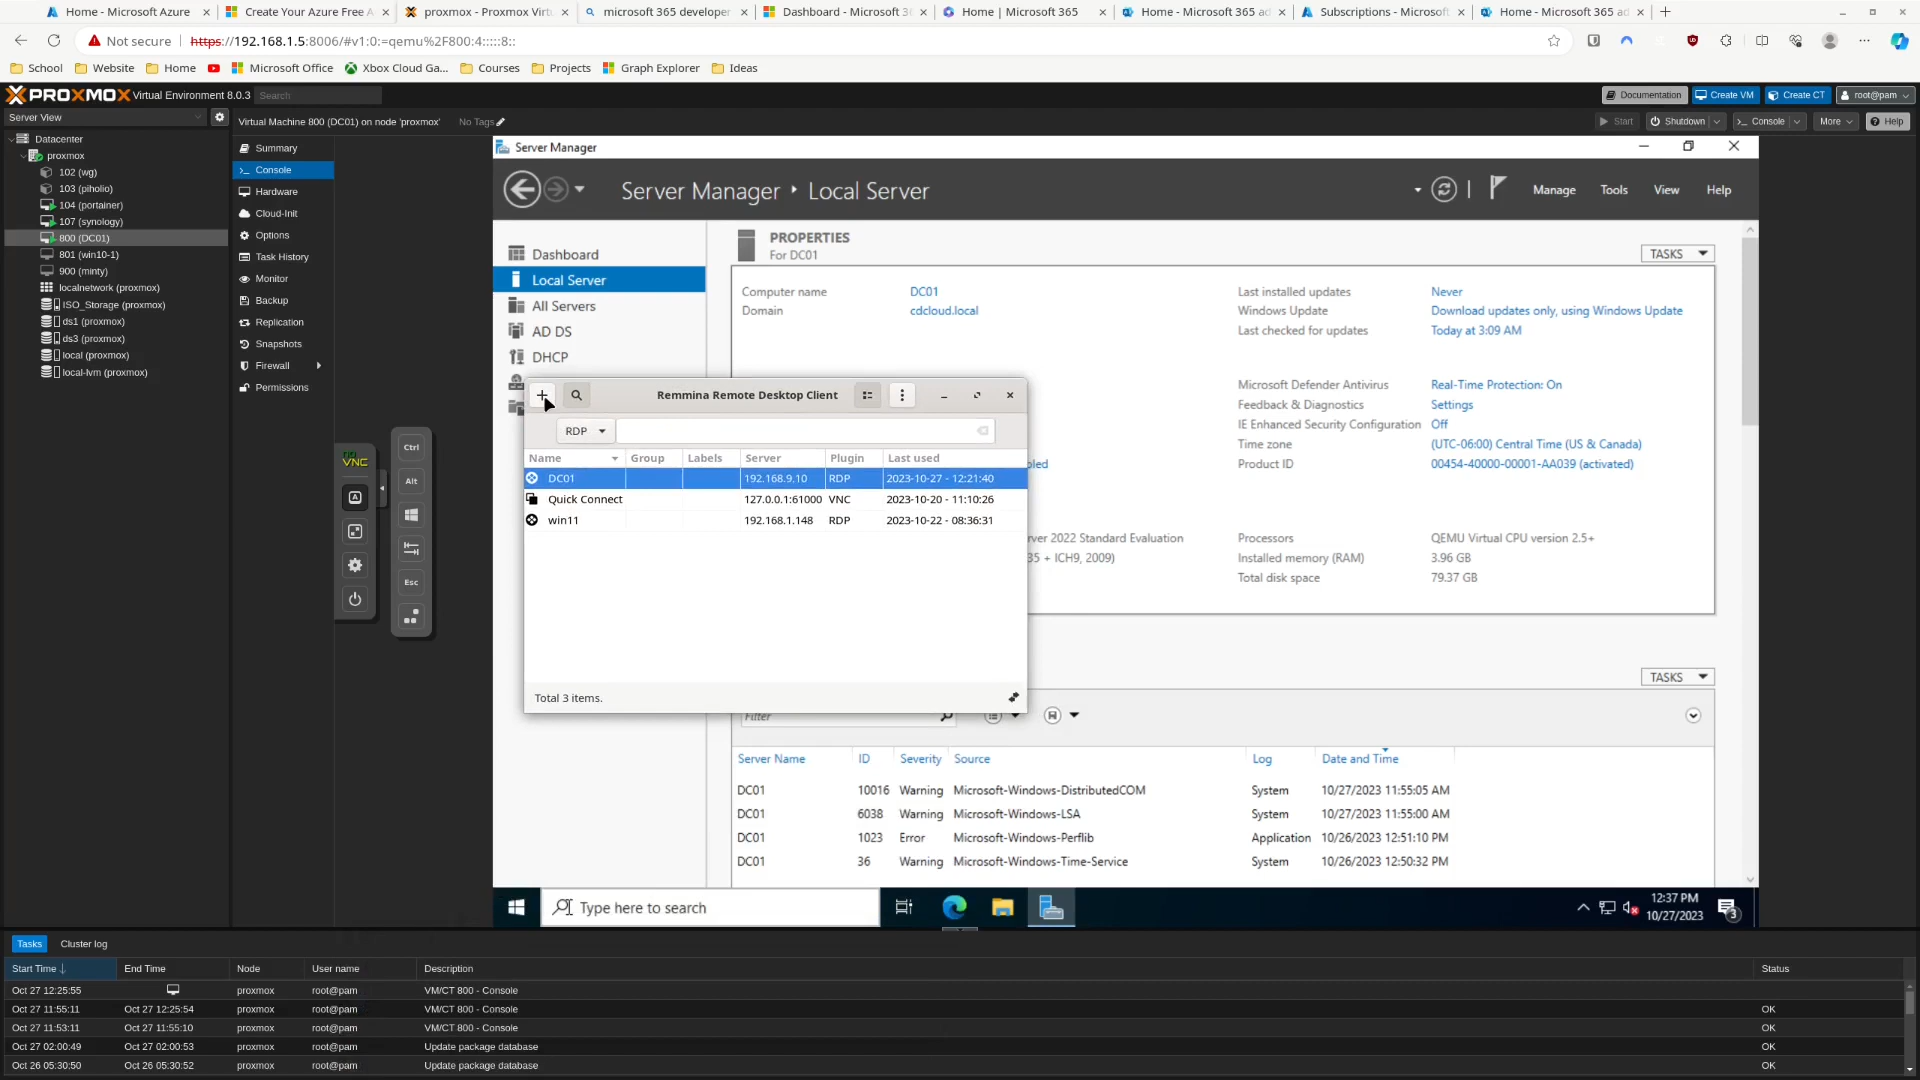 Home - Microsoft Azure
Create Your Azure Free A
proxmox - Proxmox Virtu
microsoft 365 developer
Dashboard - Microsoft 36
Home | Microsoft 365
Home - Microsoft 365 ad
Subscriptions - Microsoft
Home - Microsoft 365 ad
Not secure
https://192.168.1.5:8006/#v1:0:=qemu%2F800:4:::::8::
School
Website
Home
Microsoft Office
Xbox Cloud Ga...
Courses
Projects
Graph Explorer
Ideas
PROXMOX Virtual Environment 8.0.3
Search
Documentation
Create VM
Create CT
root@pam
Server View
Virtual Machine 800 (DC01) on node 'proxmox'
No Tags
Start
Shutdown
Console
More
Help
Datacenter
proxmox
102 (wg)
103 (piholio)
104 (portainer)
107 (synology)
800 (DC01)
801 (win10-1)
900 (minty)
localnetwork (proxmox)
ISO_Storage (proxmox)
ds1 (proxmox)
ds3 (proxmox)
local (proxmox)
local-lvm (proxmox)
Summary
Console
Hardware
Cloud-Init
Options
Task History
Monitor
Backup
Replication
Snapshots
Firewall
Permissions
no
VNC
A
Ctrl
Alt
Esc
Server Manager
Server Manager • Local Server
Manage
Tools
View
Help
Dashboard
Local Server
All Servers
AD DS
DHCP
PROPERTIES
For DC01
TASKS
Computer name DC01
Domain cdcloud.local
Last installed updates Never
Windows Update Download updates only, using Windows Update
Last checked for updates Today at 3:09 AM
Microsoft Defender Antivirus Real-Time Protection: On
Feedback & Diagnostics Settings
IE Enhanced Security Configuration Off
Time zone (UTC-06:00) Central Time (US & Canada)
Product ID 00454-40000-00001-AA039 (activated)
rver 2022 Standard Evaluation
35 + ICH9, 2009)
Processors QEMU Virtual CPU version 2.5+
Installed memory (RAM) 3.96 GB
Total disk space 79.37 GB
Remmina Remote Desktop Client
RDP
Name Group Labels Server Plugin Last used
DC01 192.168.9.10 RDP 2023-10-27 - 12:21:40
Quick Connect 127.0.0.1:61000 VNC 2023-10-20 - 11:10:26
win11 192.168.1.148 RDP 2023-10-22 - 08:36:31
Total 3 items.
TASKS
Filter
Server Name ID Severity Source Log Date and Time
DC01 10016 Warning Microsoft-Windows-DistributedCOM System 10/27/2023 11:55:05 AM
DC01 6038 Warning Microsoft-Windows-LSA System 10/27/2023 11:55:00 AM
DC01 1023 Error Microsoft-Windows-Perflib Application 10/26/2023 12:51:10 PM
DC01 36 Warning Microsoft-Windows-Time-Service System 10/26/2023 12:50:32 PM
Type here to search
12:37 PM
10/27/2023
3
Tasks
Cluster log
Start Time End Time Node User name Description Status
Oct 27 12:25:55 proxmox root@pam VM/CT 800 - Console
Oct 27 11:55:11 Oct 27 12:25:54 proxmox root@pam VM/CT 800 - Console OK
Oct 27 11:53:11 Oct 27 11:55:10 proxmox root@pam VM/CT 800 - Console OK
Oct 27 02:00:49 Oct 27 02:00:53 proxmox root@pam Update package database OK
Oct 26 05:30:50 Oct 26 05:30:52 proxmox root@pam Update package database OK